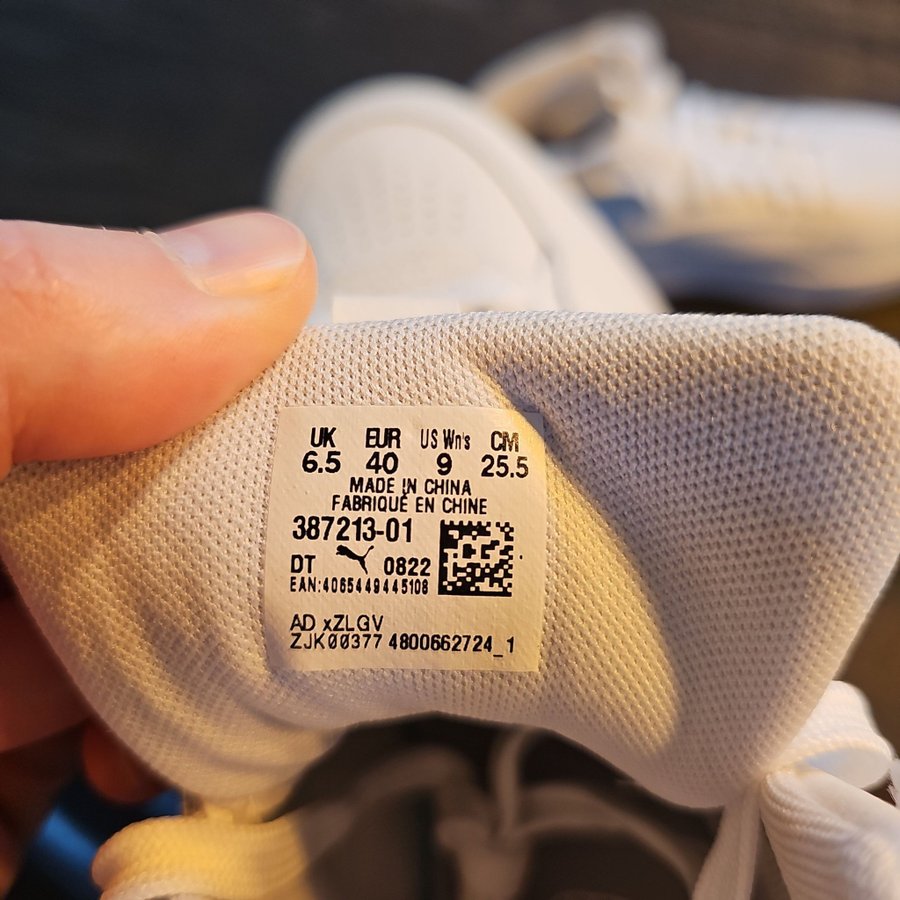 UK EUR US Wn's CM
6.5 40 9 25.5
MADE IN CHINA
FABRIQUÉ EN CHINE
387213-01
DT 0822
EAN:4065449445108
AD xZLGV
ZJK00377 4800662724_1